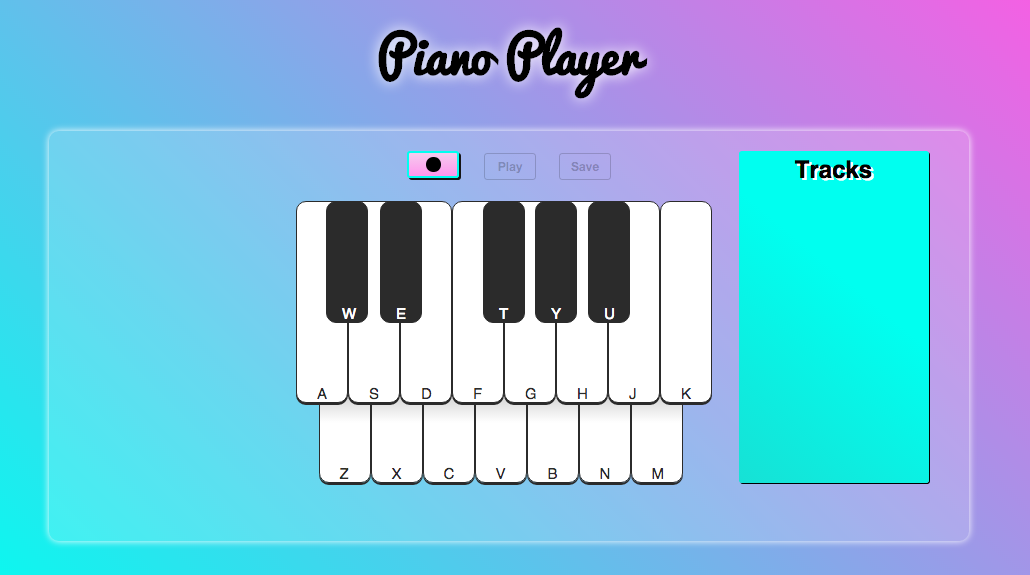 Piano Player
Play Save
Tracks
W E T Y U
A S D F G H J K
Z X C V B N M